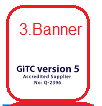 3.Banner
GiTC version 5
Accredited Supplier
No: Q-2396